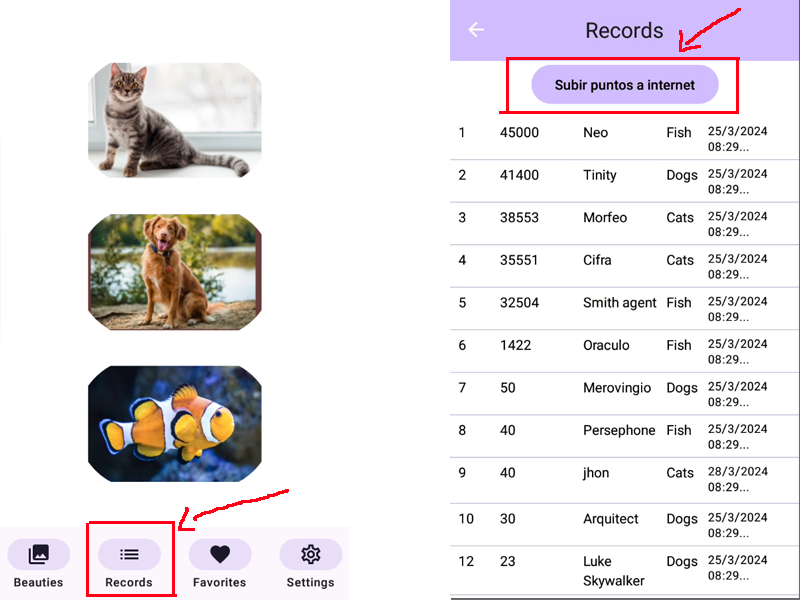 Beauties
Records
Favorites
Settings
Records
Subir puntos a internet
1 45000 Neo Fish 25/3/2024
08:29...
2 41400 Tinity Dogs 25/3/2024
08:29...
3 38553 Morfeo Cats 25/3/2024
08:29...
4 35551 Cifra Cats 25/3/2024
08:29...
5 32504 Smith agent Fish 25/3/2024
08:29...
6 1422 Oraculo Fish 25/3/2024
08:29...
7 50 Merovingio Dogs 25/3/2024
08:29...
8 40 Persephone Fish 25/3/2024
08:29...
9 40 jhon Cats 28/3/2024
08:29...
10 30 Arquitect Dogs 25/3/2024
08:29...
12 23 Luke Dogs 25/3/2024
Skywalker 08:29...